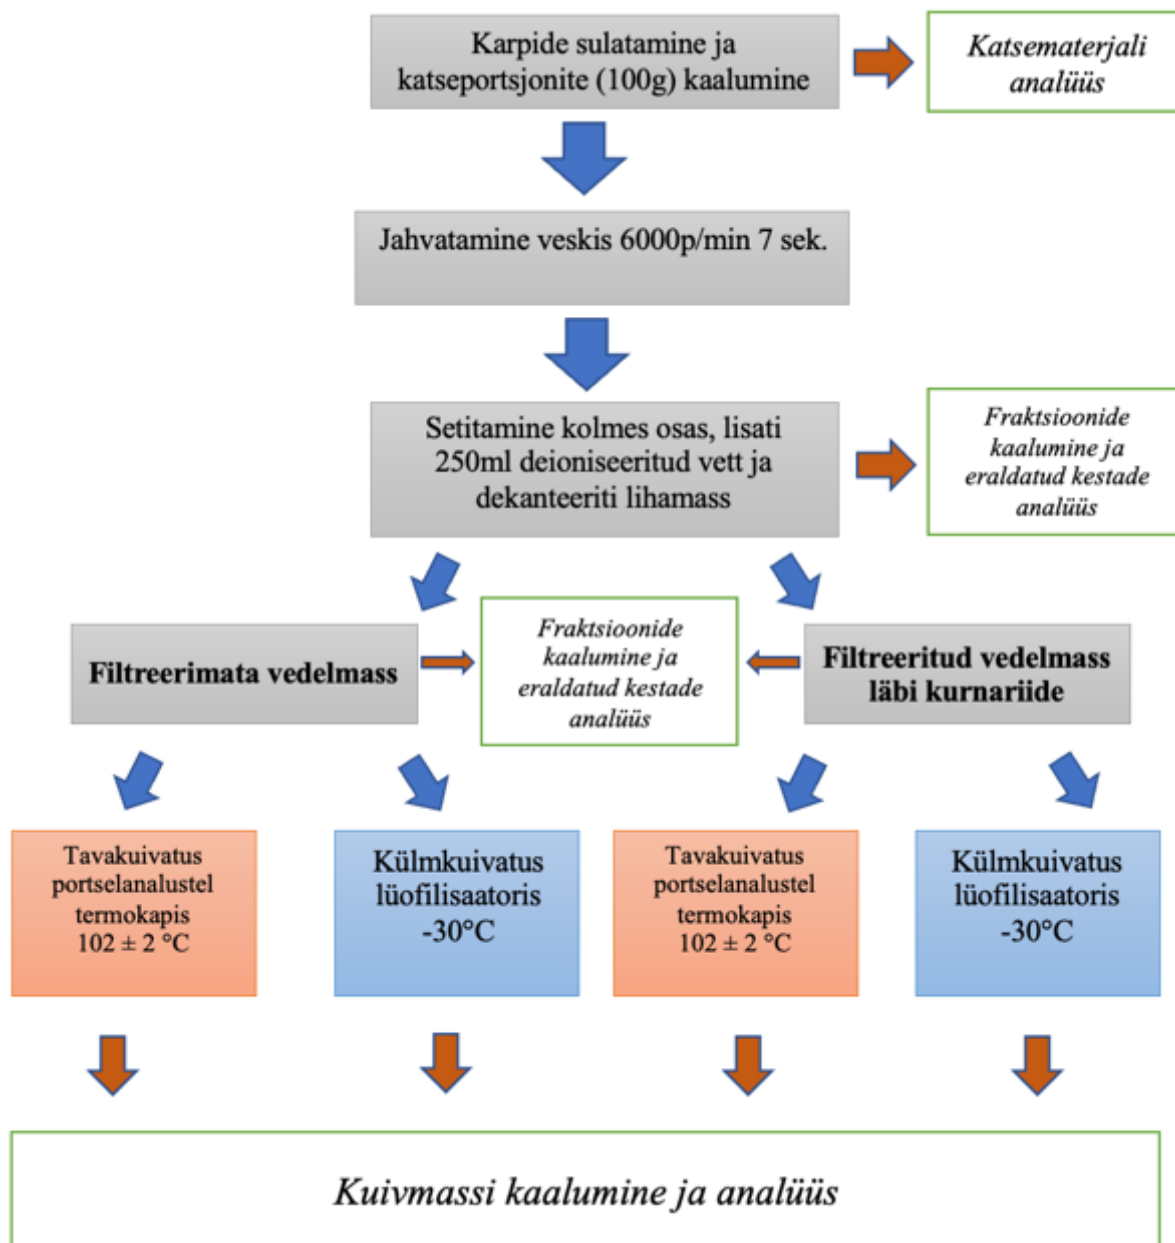 Karpide sulatamine ja
katseportsjonite (100g) kaalumine
Katsematerjali
analüüs
Jahvatamine veskis 6000p/min 7 sek.
Setitamine kolmes osas, lisati
250ml deioniseeritud vett ja
dekanteeriti lihamass
Fraktsioonide
kaalumine ja
eraldatud kestade
analüüs
Filtreerimata vedelmass
Fraktsioonide
kaalumine ja
eraldatud kestade
analüüs
Filtreeritud vedelmass
läbi kurnariide
Tavakuivatus
portselanalustel
termokapis
102 ± 2 °C
Külmkuivatus
lüofilisaatoris
-30°C
Tavakuivatus
portselanalustel
termokapis
102 ± 2 °C
Külmkuivatus
lüofilisaatoris
-30°C
Kuivmassi kaalumine ja analüüs